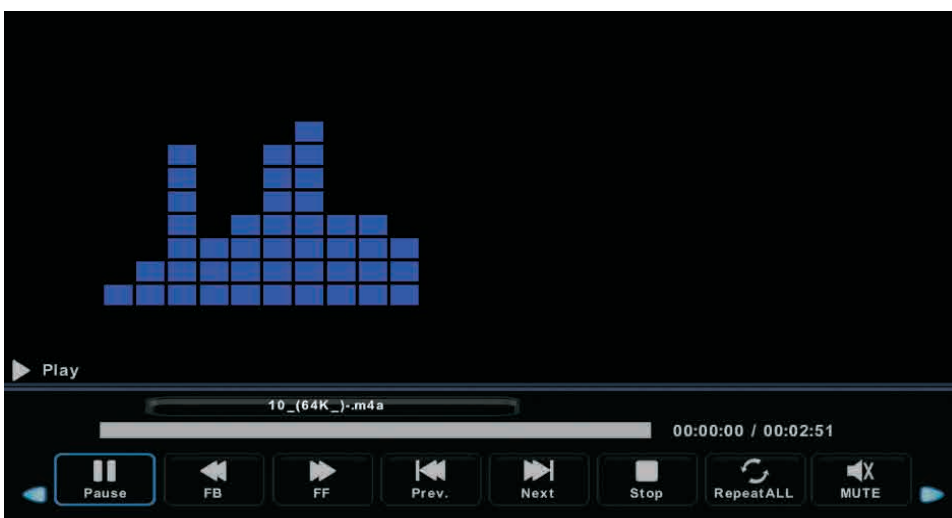 Play
10_(64K_)-.m4a
00:00:00 / 00:02:51
Pause FB FF Prev. Next Stop RepeatALL MUTE